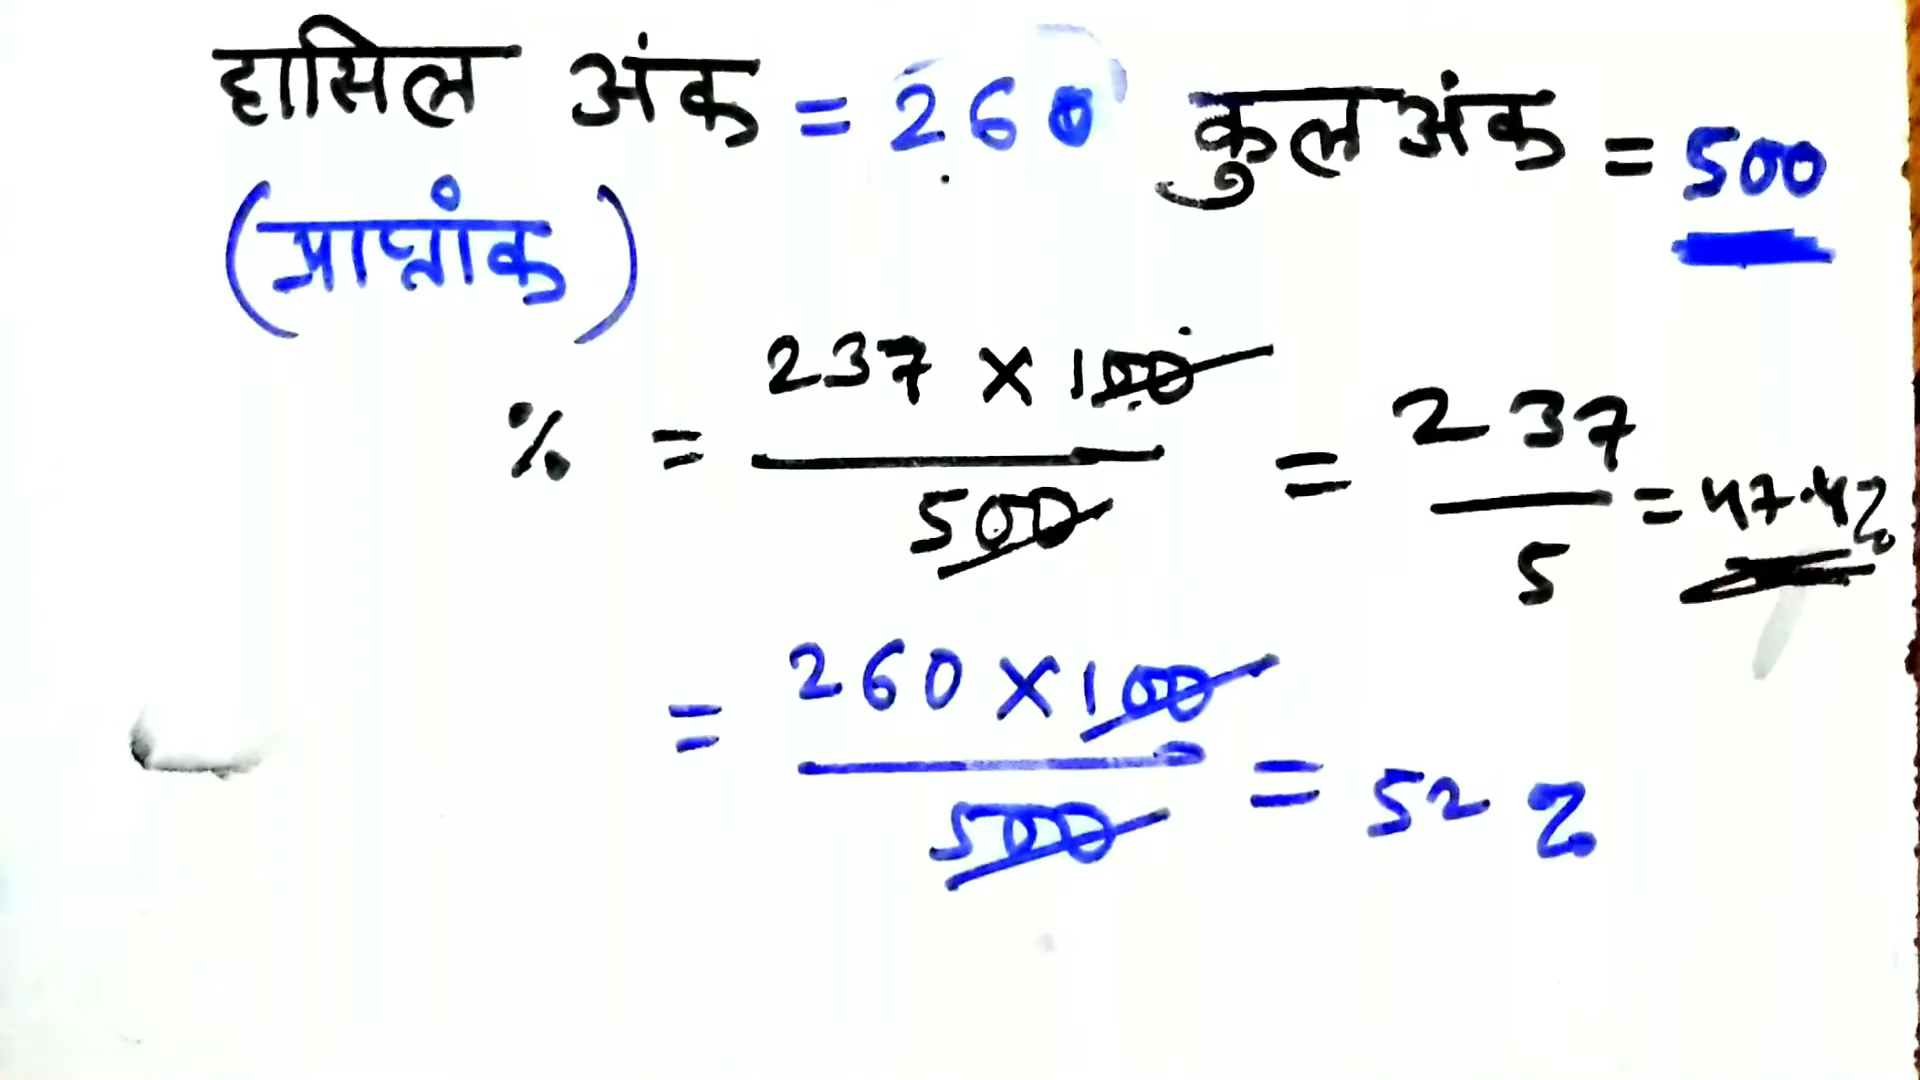 हासिल अंक = 260 कुल अंक = 500
(प्राप्तांक)
% = 237 × 100 / 500 = 237 / 5 = 47.4%
= 260 × 100 / 500 = 52 %